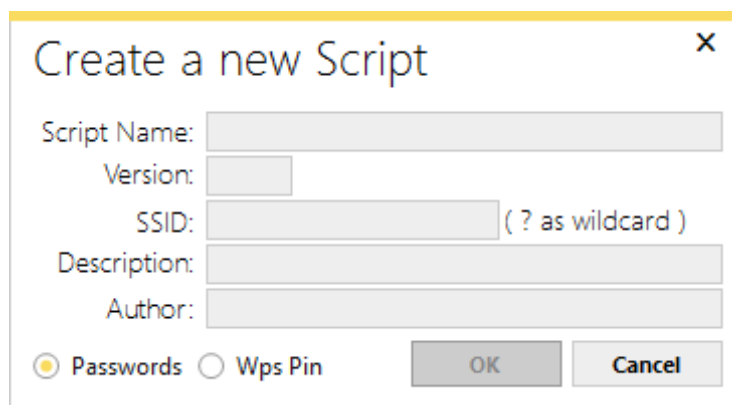 Create a new Script
X
Script Name:
Version:
SSID: ( ? as wildcard )
Description:
Author:
Passwords Wps Pin OK Cancel